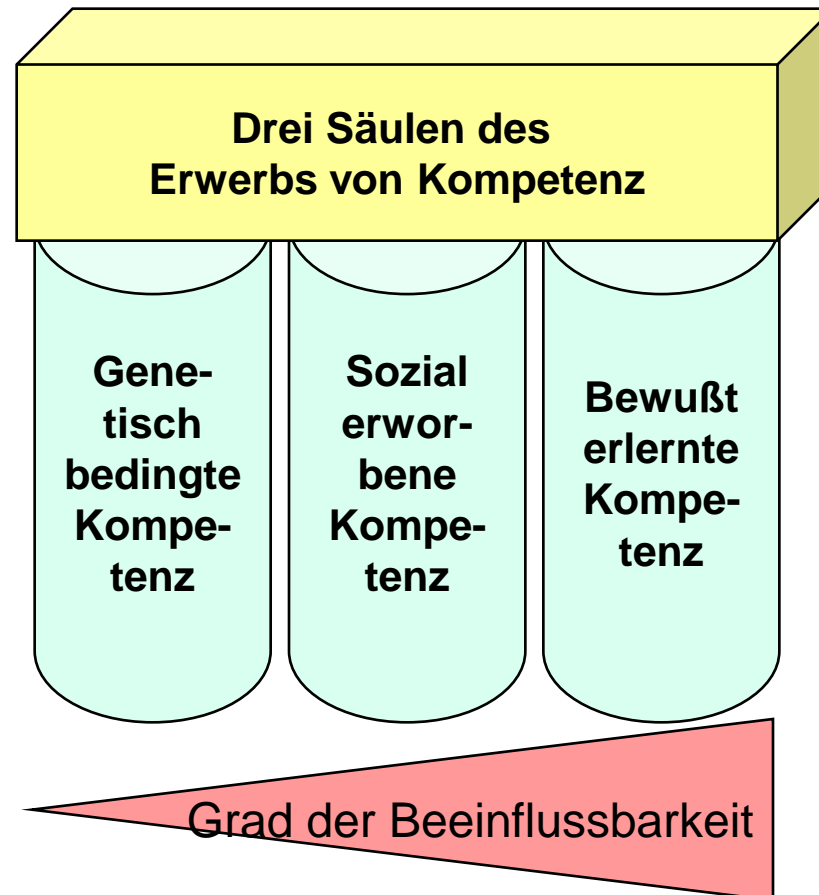 Drei Säulen des
Erwerbs von Kompetenz
Gene-
tisch
bedingte
Kompe-
tenz
Sozial
erwor-
bene
Kompe-
tenz
Bewußt
erlernte
Kompe-
tenz
Grad der Beeinflussbarkeit